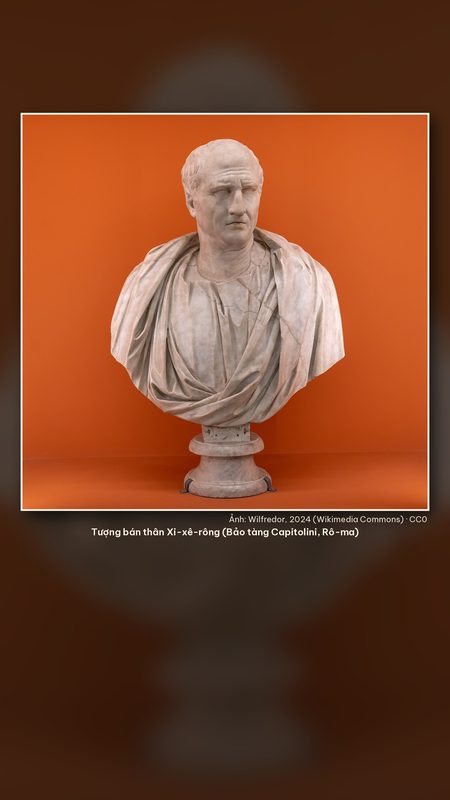 Ảnh: Wilfredor, 2024 (Wikimedia Commons) · CC0
Tượng bán thân Xi-xê-rông (Bảo tàng Capitolini, Rô-ma)